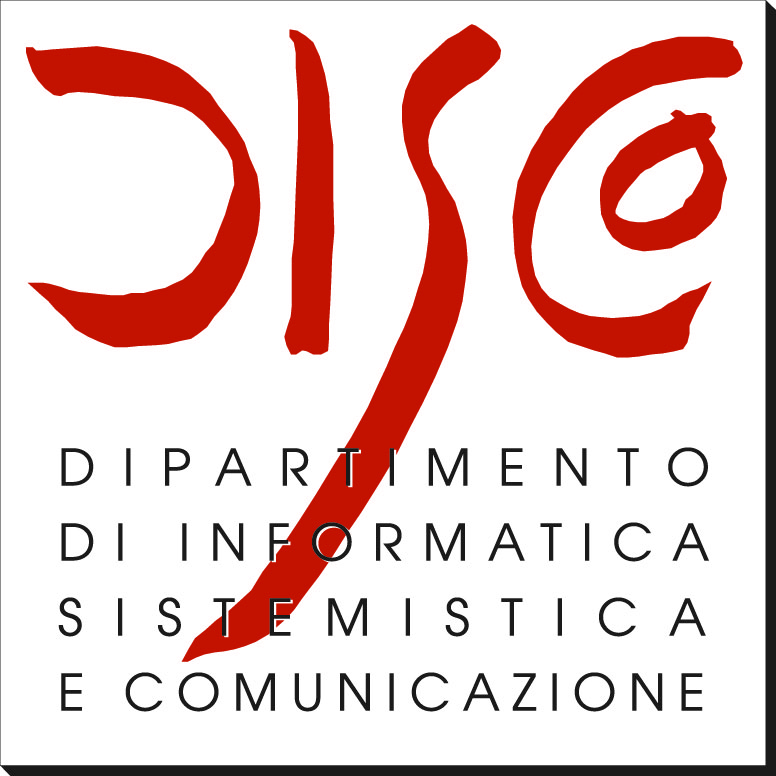 DISCo
DIPARTIMENTO
DI INFORMATICA
SISTEMISTICA
E COMUNICAZIONE